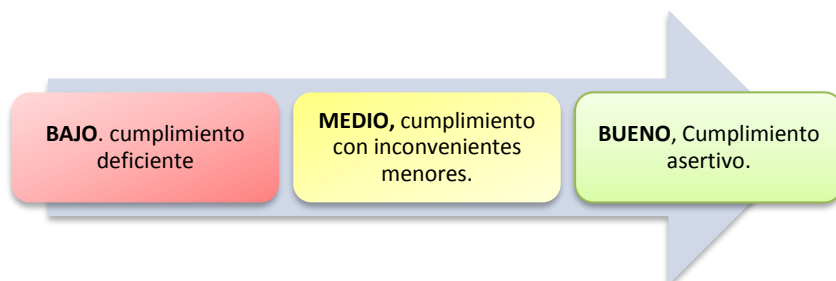 BAJO. cumplimiento
deficiente
MEDIO, cumplimiento
con inconvenientes
menores.
BUENO, Cumplimiento
asertivo.